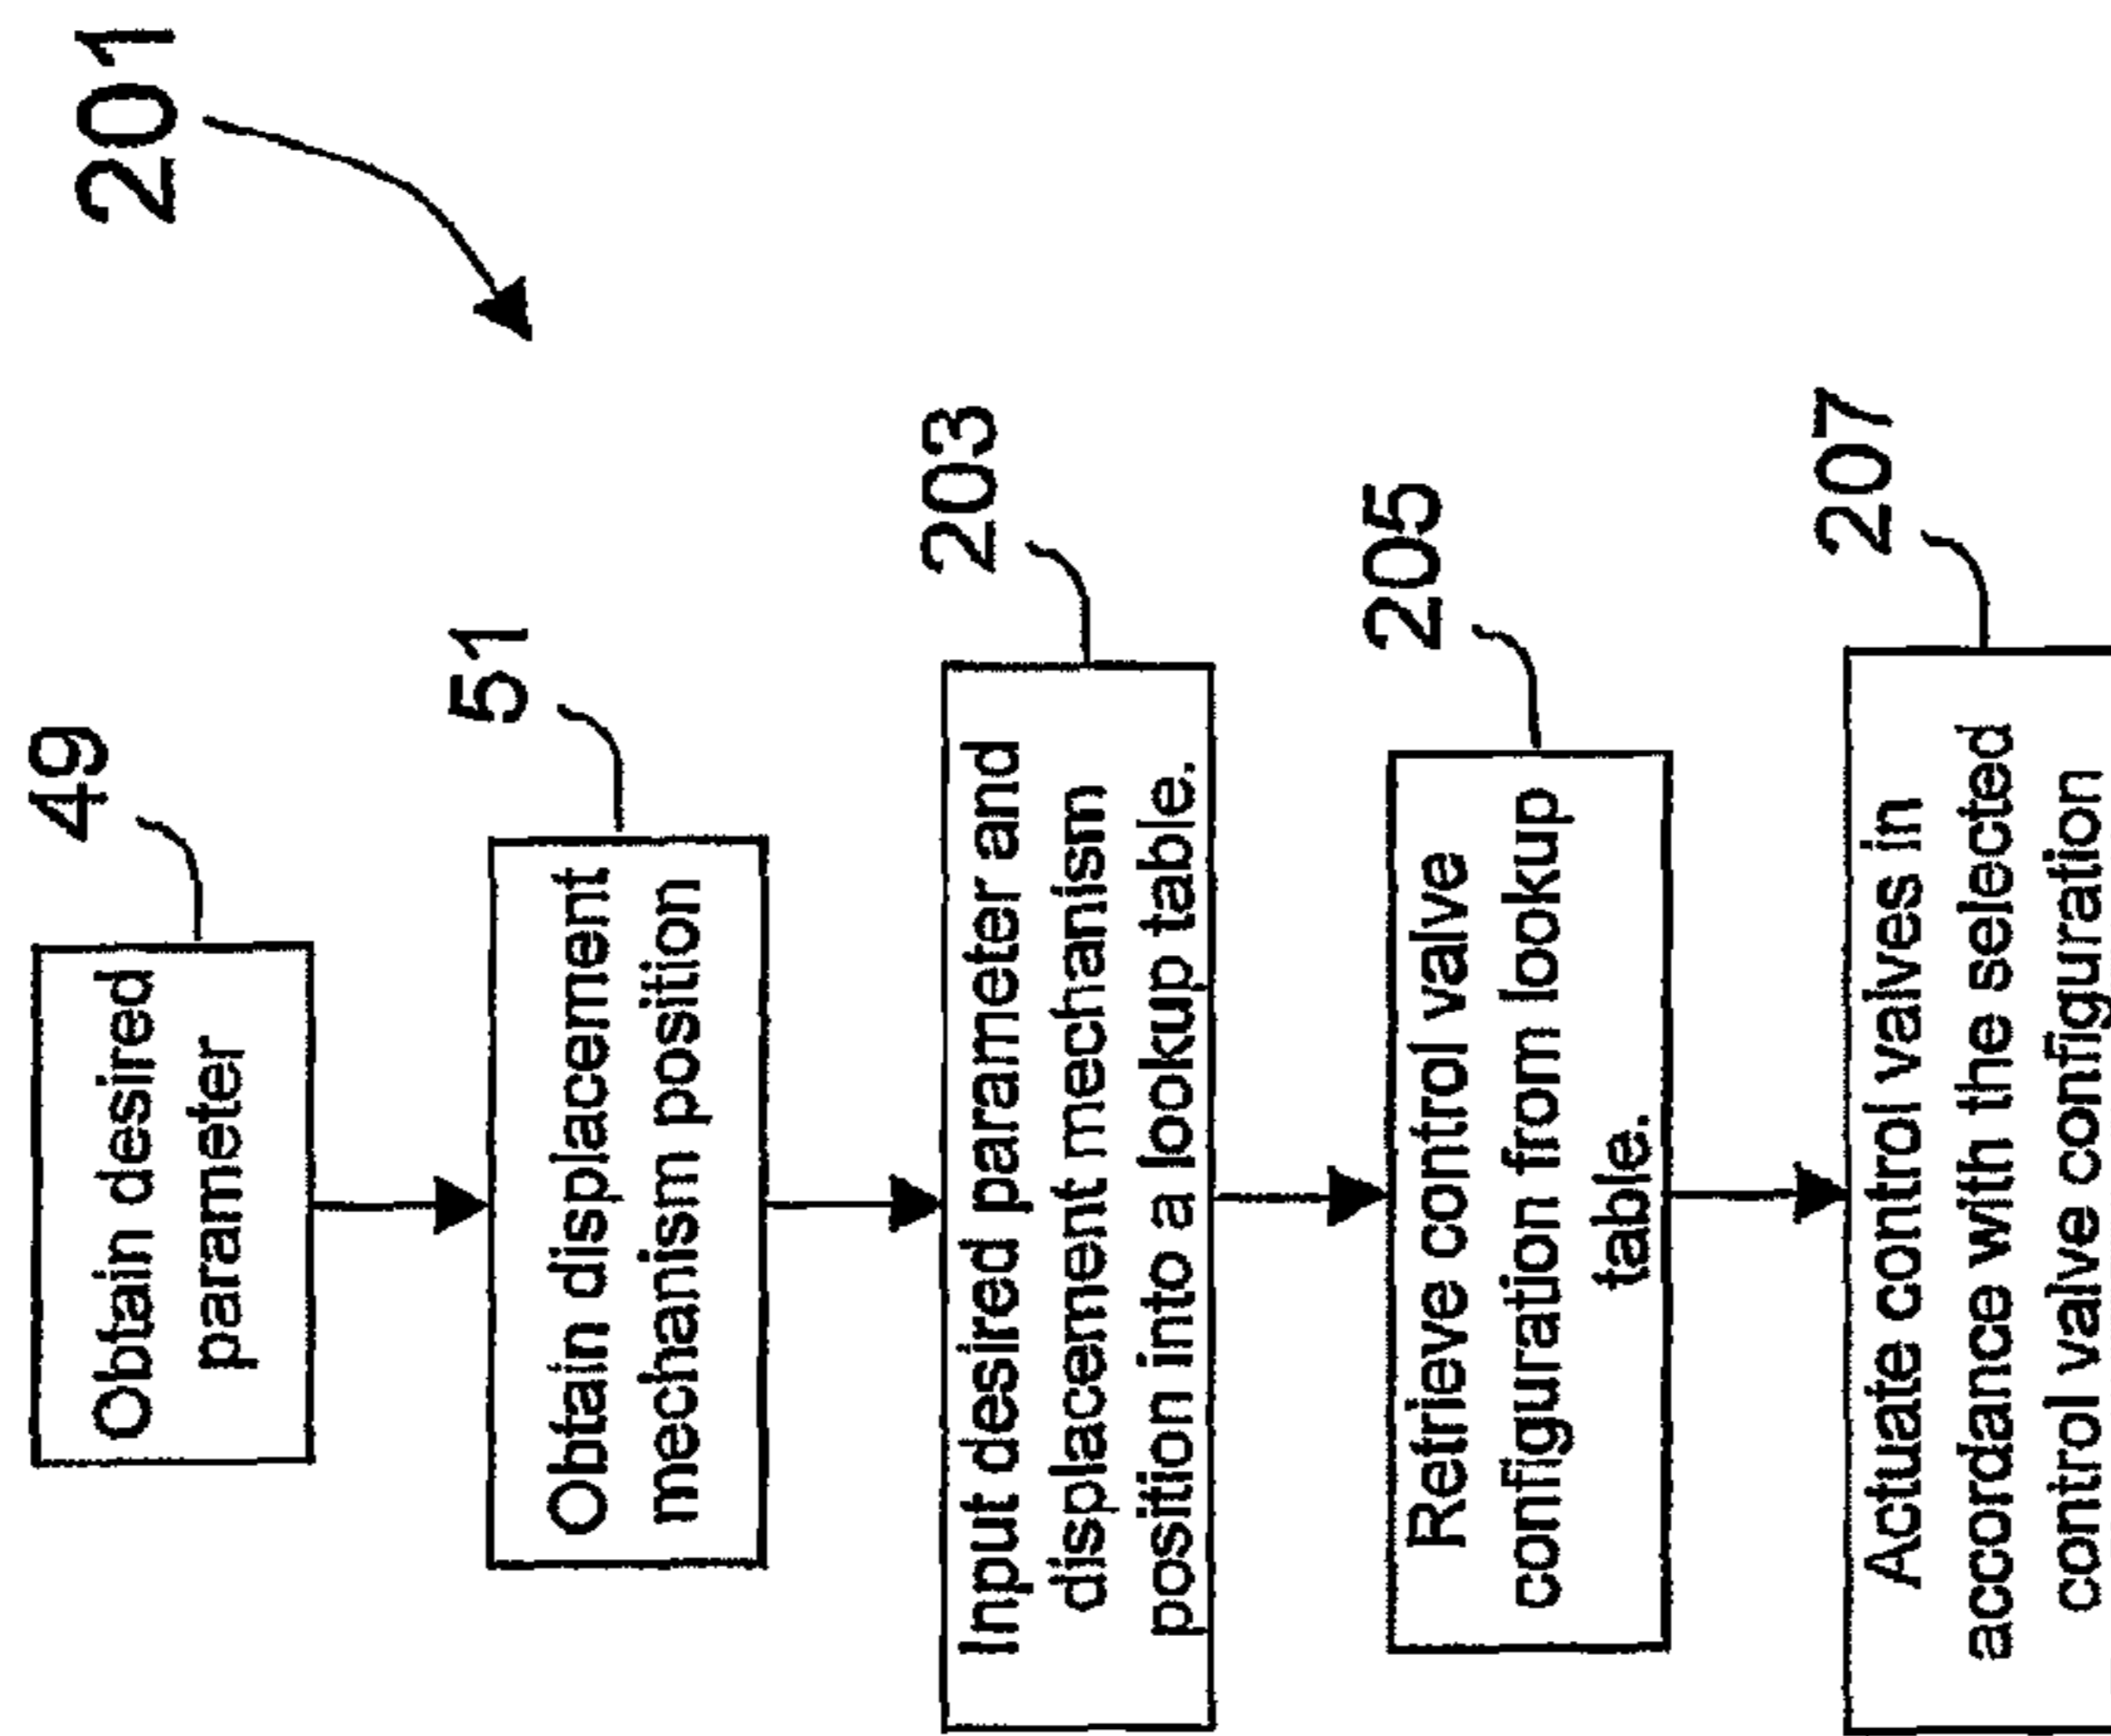 201
49
Obtain desired
parameter
51
Obtain displacement
mechanism position
203
Input desired parameter and
displacement mechanism
position into a lookup table.
205
Retrieve control valve
configuration from lookup
table.
207
Actuate control valves in
accordance with the selected
control valve configuration